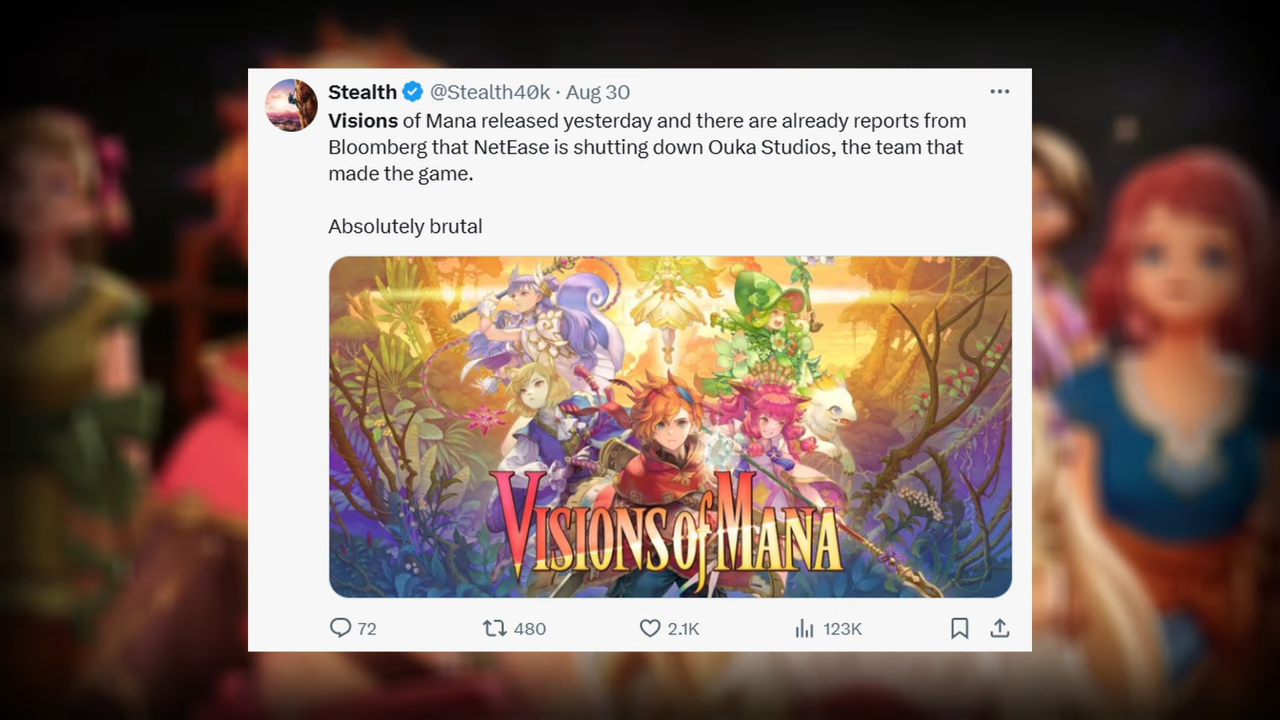 Stealth @Stealth40k · Aug 30
Visions of Mana released yesterday and there are already reports from
Bloomberg that NetEase is shutting down Ouka Studios, the team that
made the game.
Absolutely brutal
VISIONS of MANA
72 480 2.1K 123K